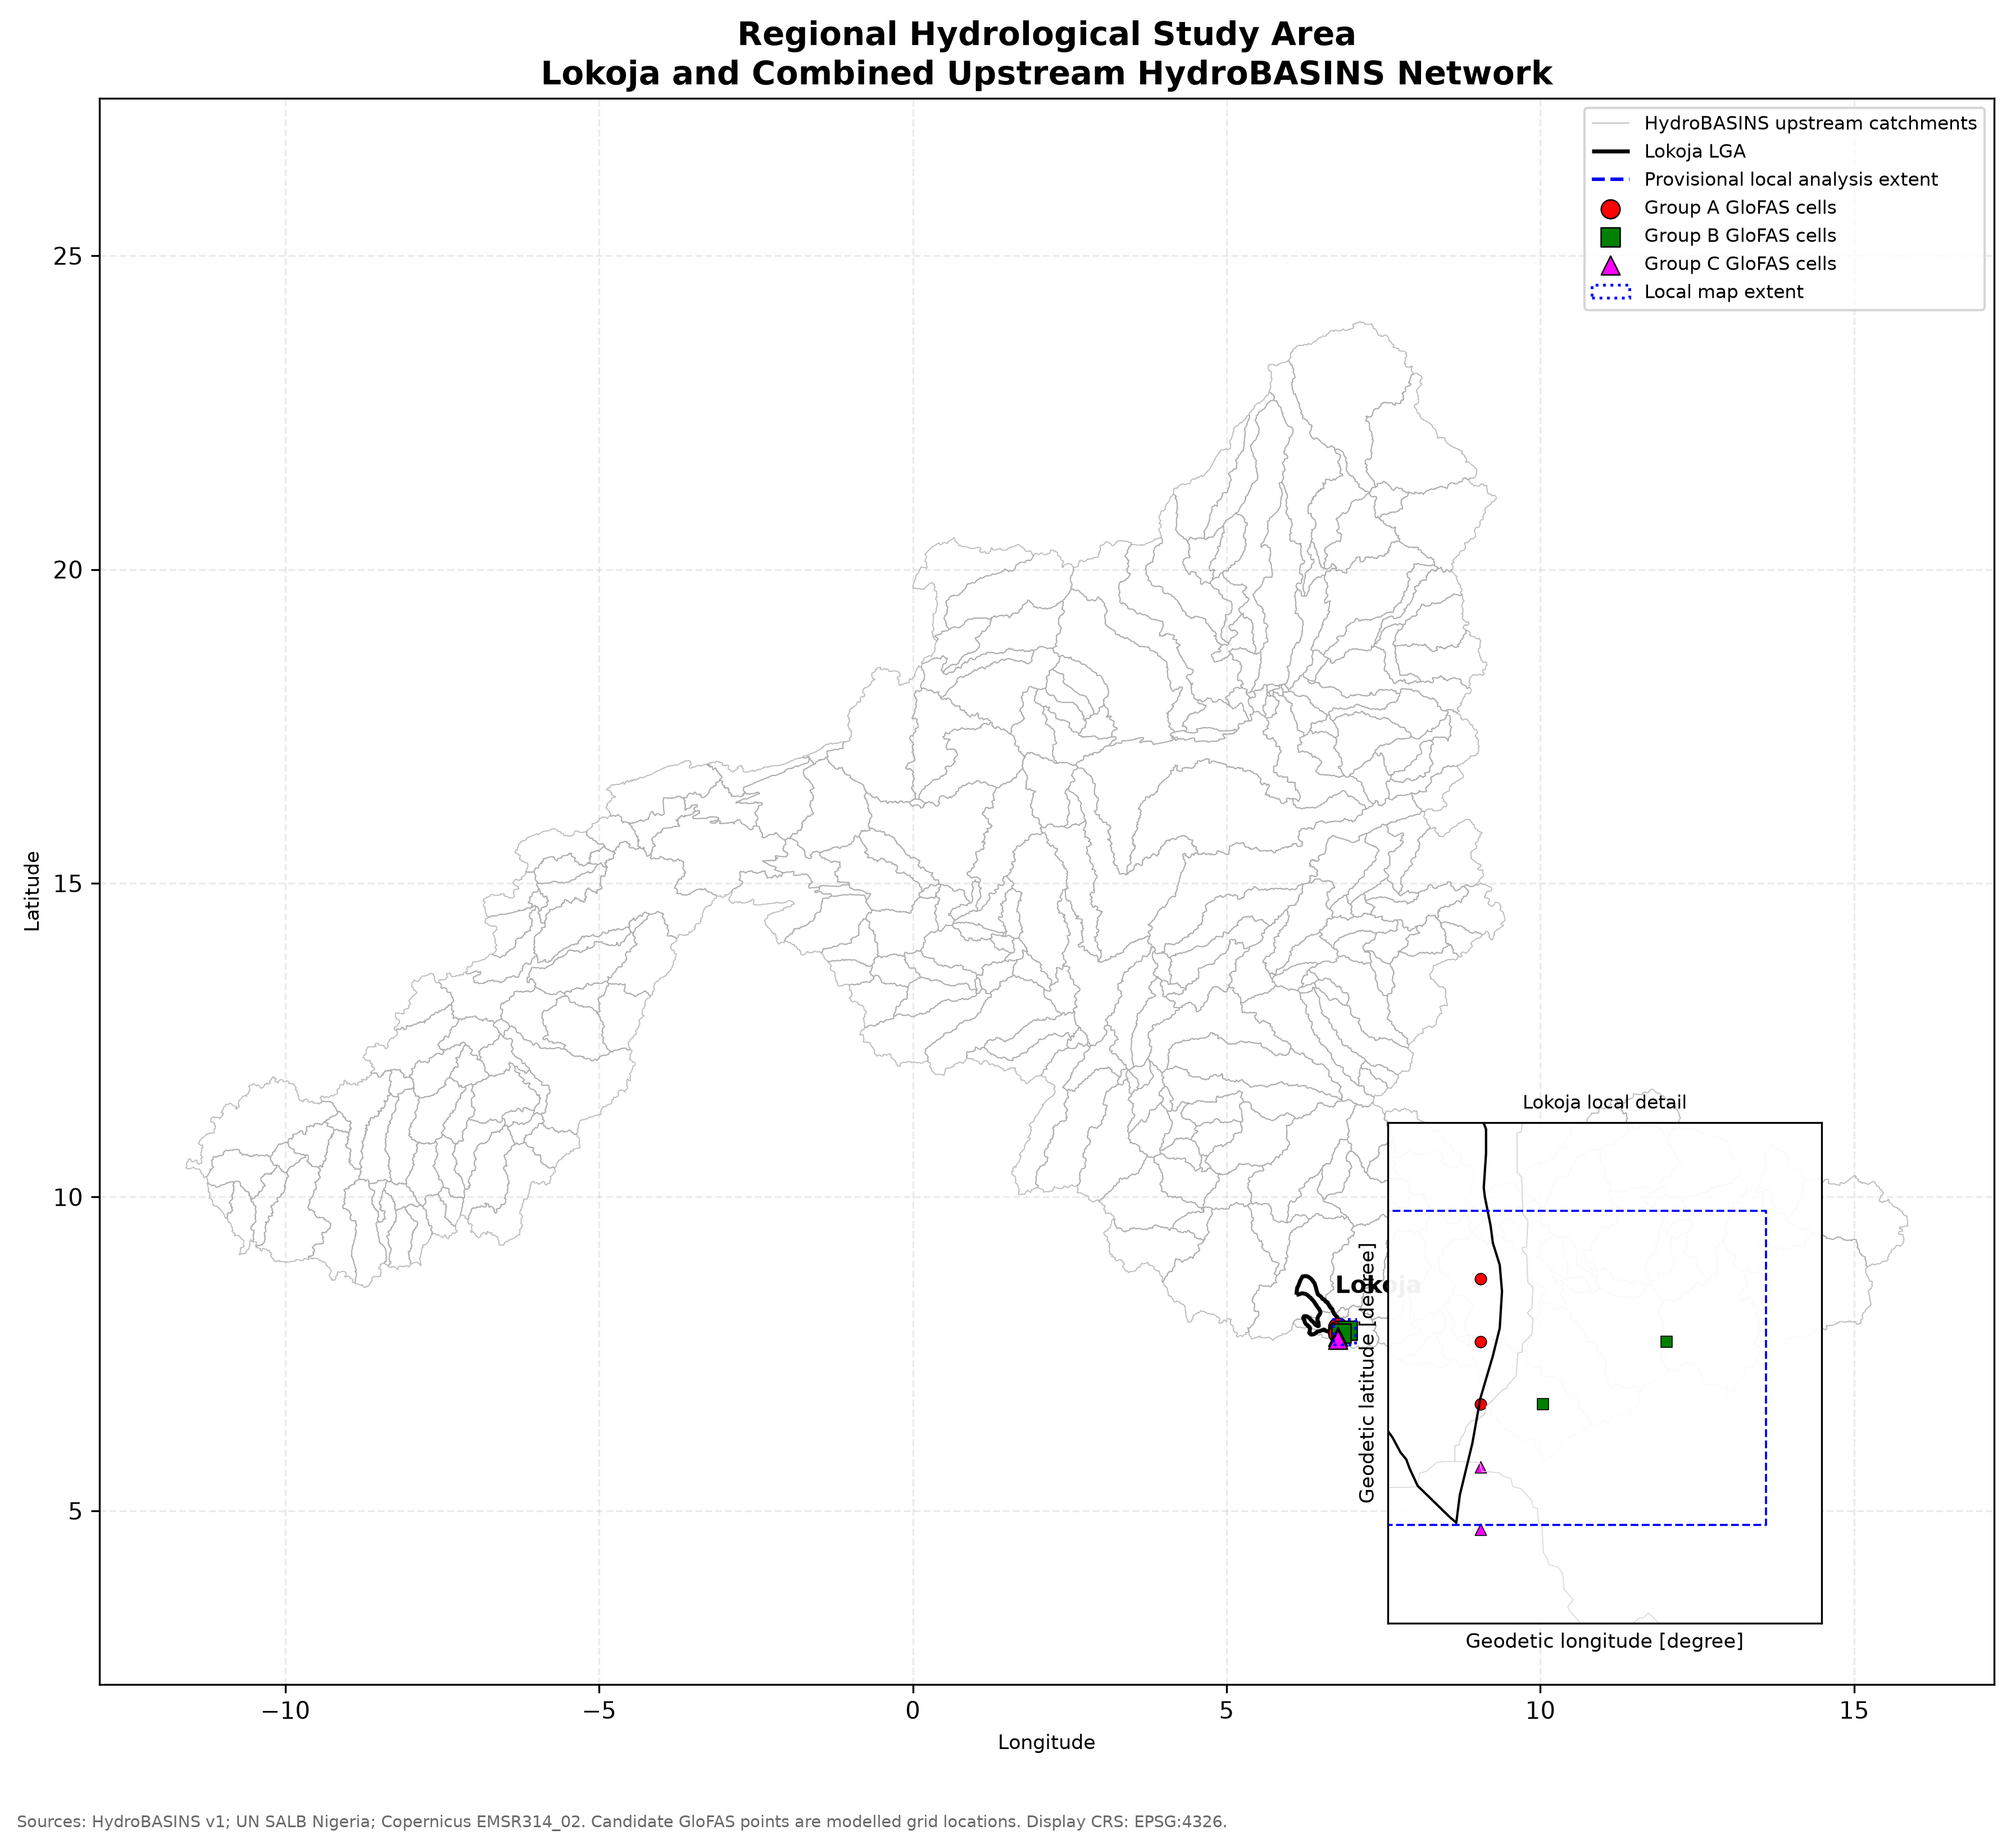 Regional Hydrological Study Area
Lokoja and Combined Upstream HydroBASINS Network
HydroBASINS upstream catchments
Lokoja LGA
Provisional local analysis extent
Group A GloFAS cells
Group B GloFAS cells
Group C GloFAS cells
Local map extent
25
20
15
10
5
Latitude
Lokoja local detail
Lokoja
Geodetic latitude [degree]
Geodetic longitude [degree]
−10
−5
0
5
10
15
Longitude
Sources: HydroBASINS v1; UN SALB Nigeria; Copernicus EMSR314_02. Candidate GloFAS points are modelled grid locations. Display CRS: EPSG:4326.